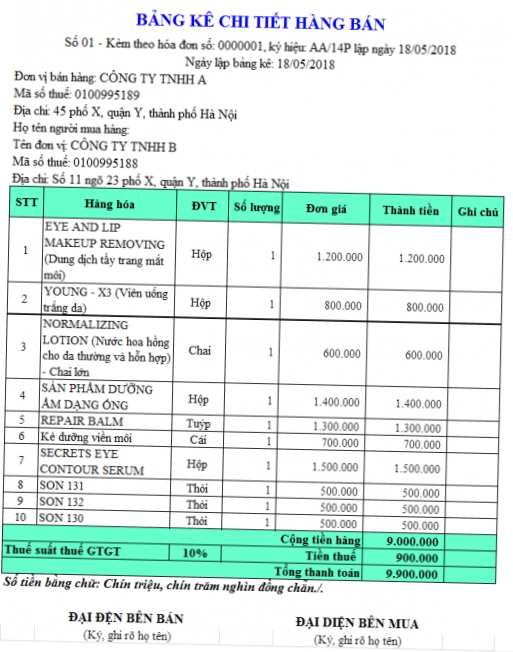 BẢNG KÊ CHI TIẾT HÀNG BÁN
Số 01 - Kèm theo hóa đơn số: 0000001, ký hiệu: AA/14P lập ngày 18/05/2018
Ngày lập bảng kê: 18/05/2018
Đơn vị bán hàng: CÔNG TY TNHH A
Mã số thuế: 0100995189
Địa chỉ: 45 phố X, quận Y, thành phố Hà Nội
Họ tên người mua hàng:
Tên đơn vị: CÔNG TY TNHH B
Mã số thuế: 0100995188
Địa chỉ: Số 11 ngõ 23 phố X, quận Y, thành phố Hà Nội
STT Hàng hóa ĐVT Số lượng Đơn giá Thành tiền Ghi chú
EYE AND LIP
MAKEUP REMOVING
1 (Dung dịch tẩy trang mắt Hộp 1 1.200.000 1.200.000
môi)
2 YOUNG - X3 (Viên uống Hộp 1 800.000 800.000
trắng da)
NORMALIZING
LOTION (Nước hoa hồng
3 cho da thường và hỗn hợp) Chai 1 600.000 600.000
- Chai lớn
4 SẢN PHẨM DƯỠNG Hộp 1 1.400.000 1.400.000
ẨM DẠNG ỐNG
5 REPAIR BALM Tuýp 1 1.300.000 1.300.000
6 Kẻ dưỡng viền môi Cái 1 700.000 700.000
7 SECRETS EYE Hộp 1 1.500.000 1.500.000
CONTOUR SERUM
8 SON 131 Thỏi 1 500.000 500.000
9 SON 132 Thỏi 1 500.000 500.000
10 SON 130 Thỏi 1 500.000 500.000
Cộng tiền hàng 9.000.000
Thuế suất thuế GTGT 10% Tiền thuế 900.000
Tổng thanh toán 9.900.000
Số tiền bằng chữ: Chín triệu, chín trăm nghìn đồng chẵn./.
ĐẠI ĐỆN BÊN BÁN ĐẠI DIỆN BÊN MUA
(Ký, ghi rõ họ tên) (Ký, ghi rõ họ tên)